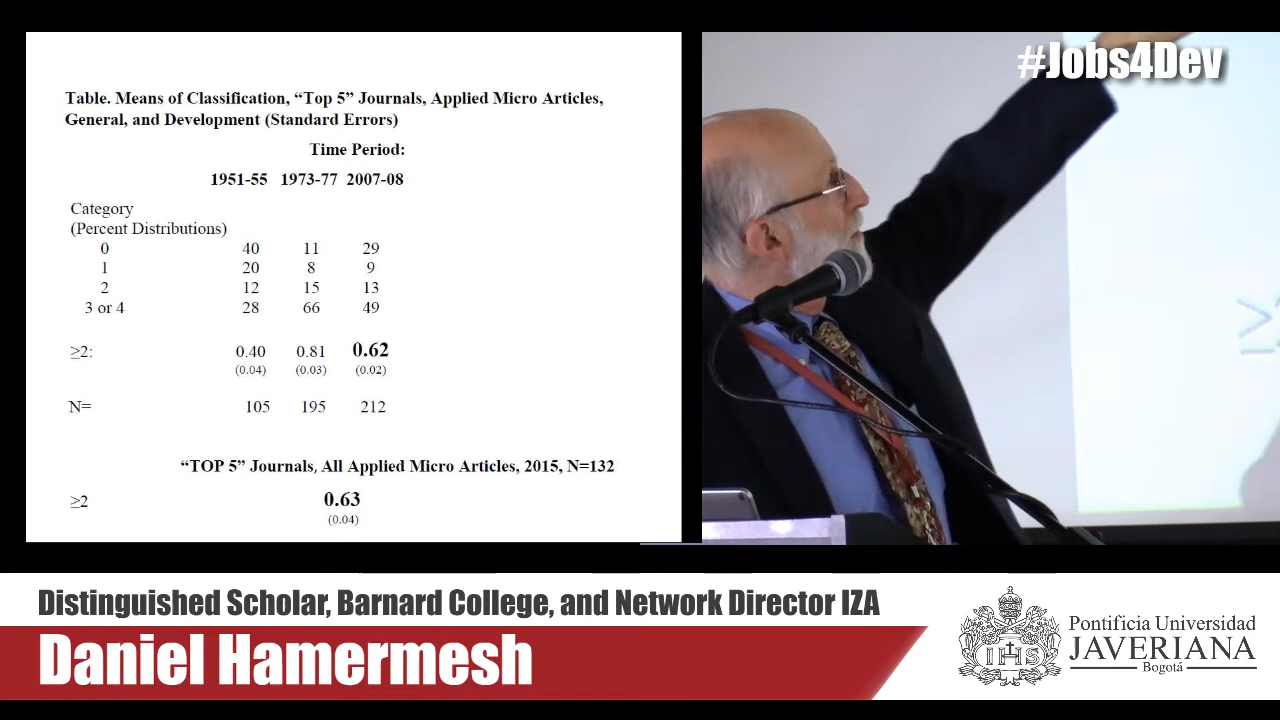 Table. Means of Classification, “Top 5” Journals, Applied Micro Articles,
General, and Development (Standard Errors)
Time Period:
1951-55 1973-77 2007-08
Category
(Percent Distributions)
0 40 11 29
1 20 8 9
2 12 15 13
3 or 4 28 66 49
≥2: 0.40 0.81 0.62
(0.04) (0.03) (0.02)
N= 105 195 212
“TOP 5” Journals, All Applied Micro Articles, 2015, N=132
≥2 0.63
(0.04)
#Jobs4Dev
≥
Distinguished Scholar, Barnard College, and Network Director IZA
Daniel Hamermesh
IHS
Pontificia Universidad
JAVERIANA
Bogotá